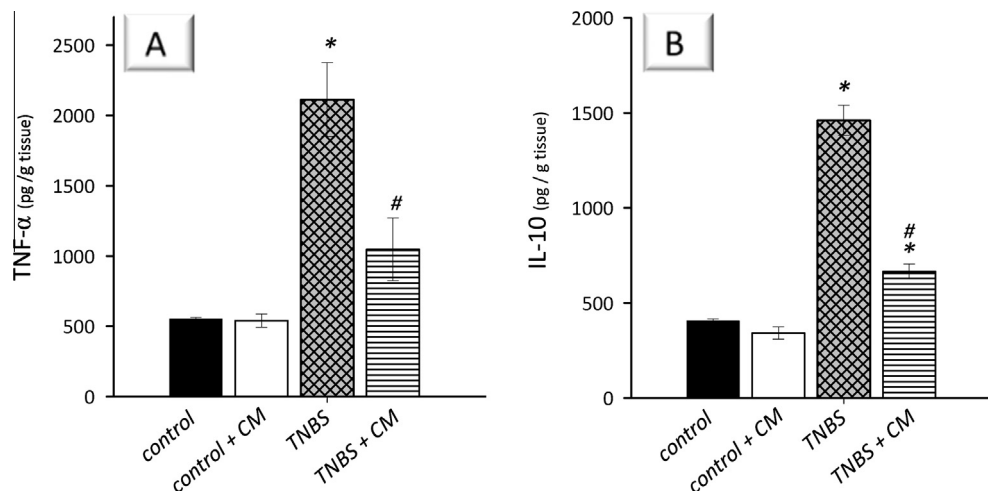 A
TNF-α (pg /g tissue)
2500
2000
1500
1000
500
0
*
#
control
control + CM
TNBS
TNBS + CM
B
IL-10 (pg / g tissue)
2000
1500
1000
500
0
*
#
*
control
control + CM
TNBS
TNBS + CM